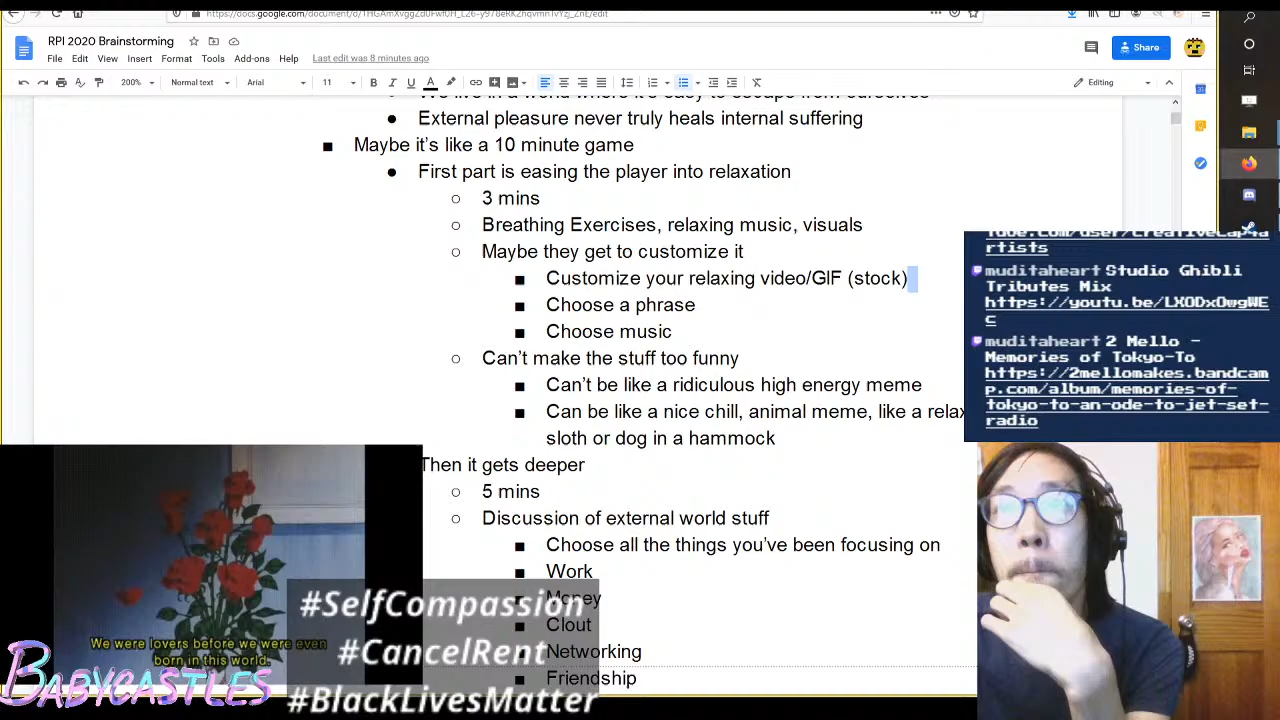 RPI 2020 Brainstorming
File Edit View Insert Format Tools Add-ons Help Last edit was 8 minutes ago
Share
200% Normal text Arial 11 Editing
External pleasure never truly heals internal suffering
Maybe it's like a 10 minute game
First part is easing the player into relaxation
3 mins
Breathing Exercises, relaxing music, visuals
Maybe they get to customize it
Customize your relaxing video/GIF (stock)
Choose a phrase
Choose music
Can't make the stuff too funny
Can't be like a ridiculous high energy meme
Can be like a nice chill, animal meme, like a relax
sloth or dog in a hammock
Then it gets deeper
5 mins
Discussion of external world stuff
Choose all the things you've been focusing on
Work
Money
Clout
Networking
Friendship
artists
muditaheart Studio Ghibli
Tributes Mix
muditaheart 2 Mello -
Memories of Tokyo-To
https://2mellomakes.bandcam
p.com/album/memories-of-
tokyo-to-an-ode-to-jet-set-
radio
We were lovers before we were even
born in this world.
#SelfCompassion
#CancelRent
#BlackLivesMatter
BABYCASTLES